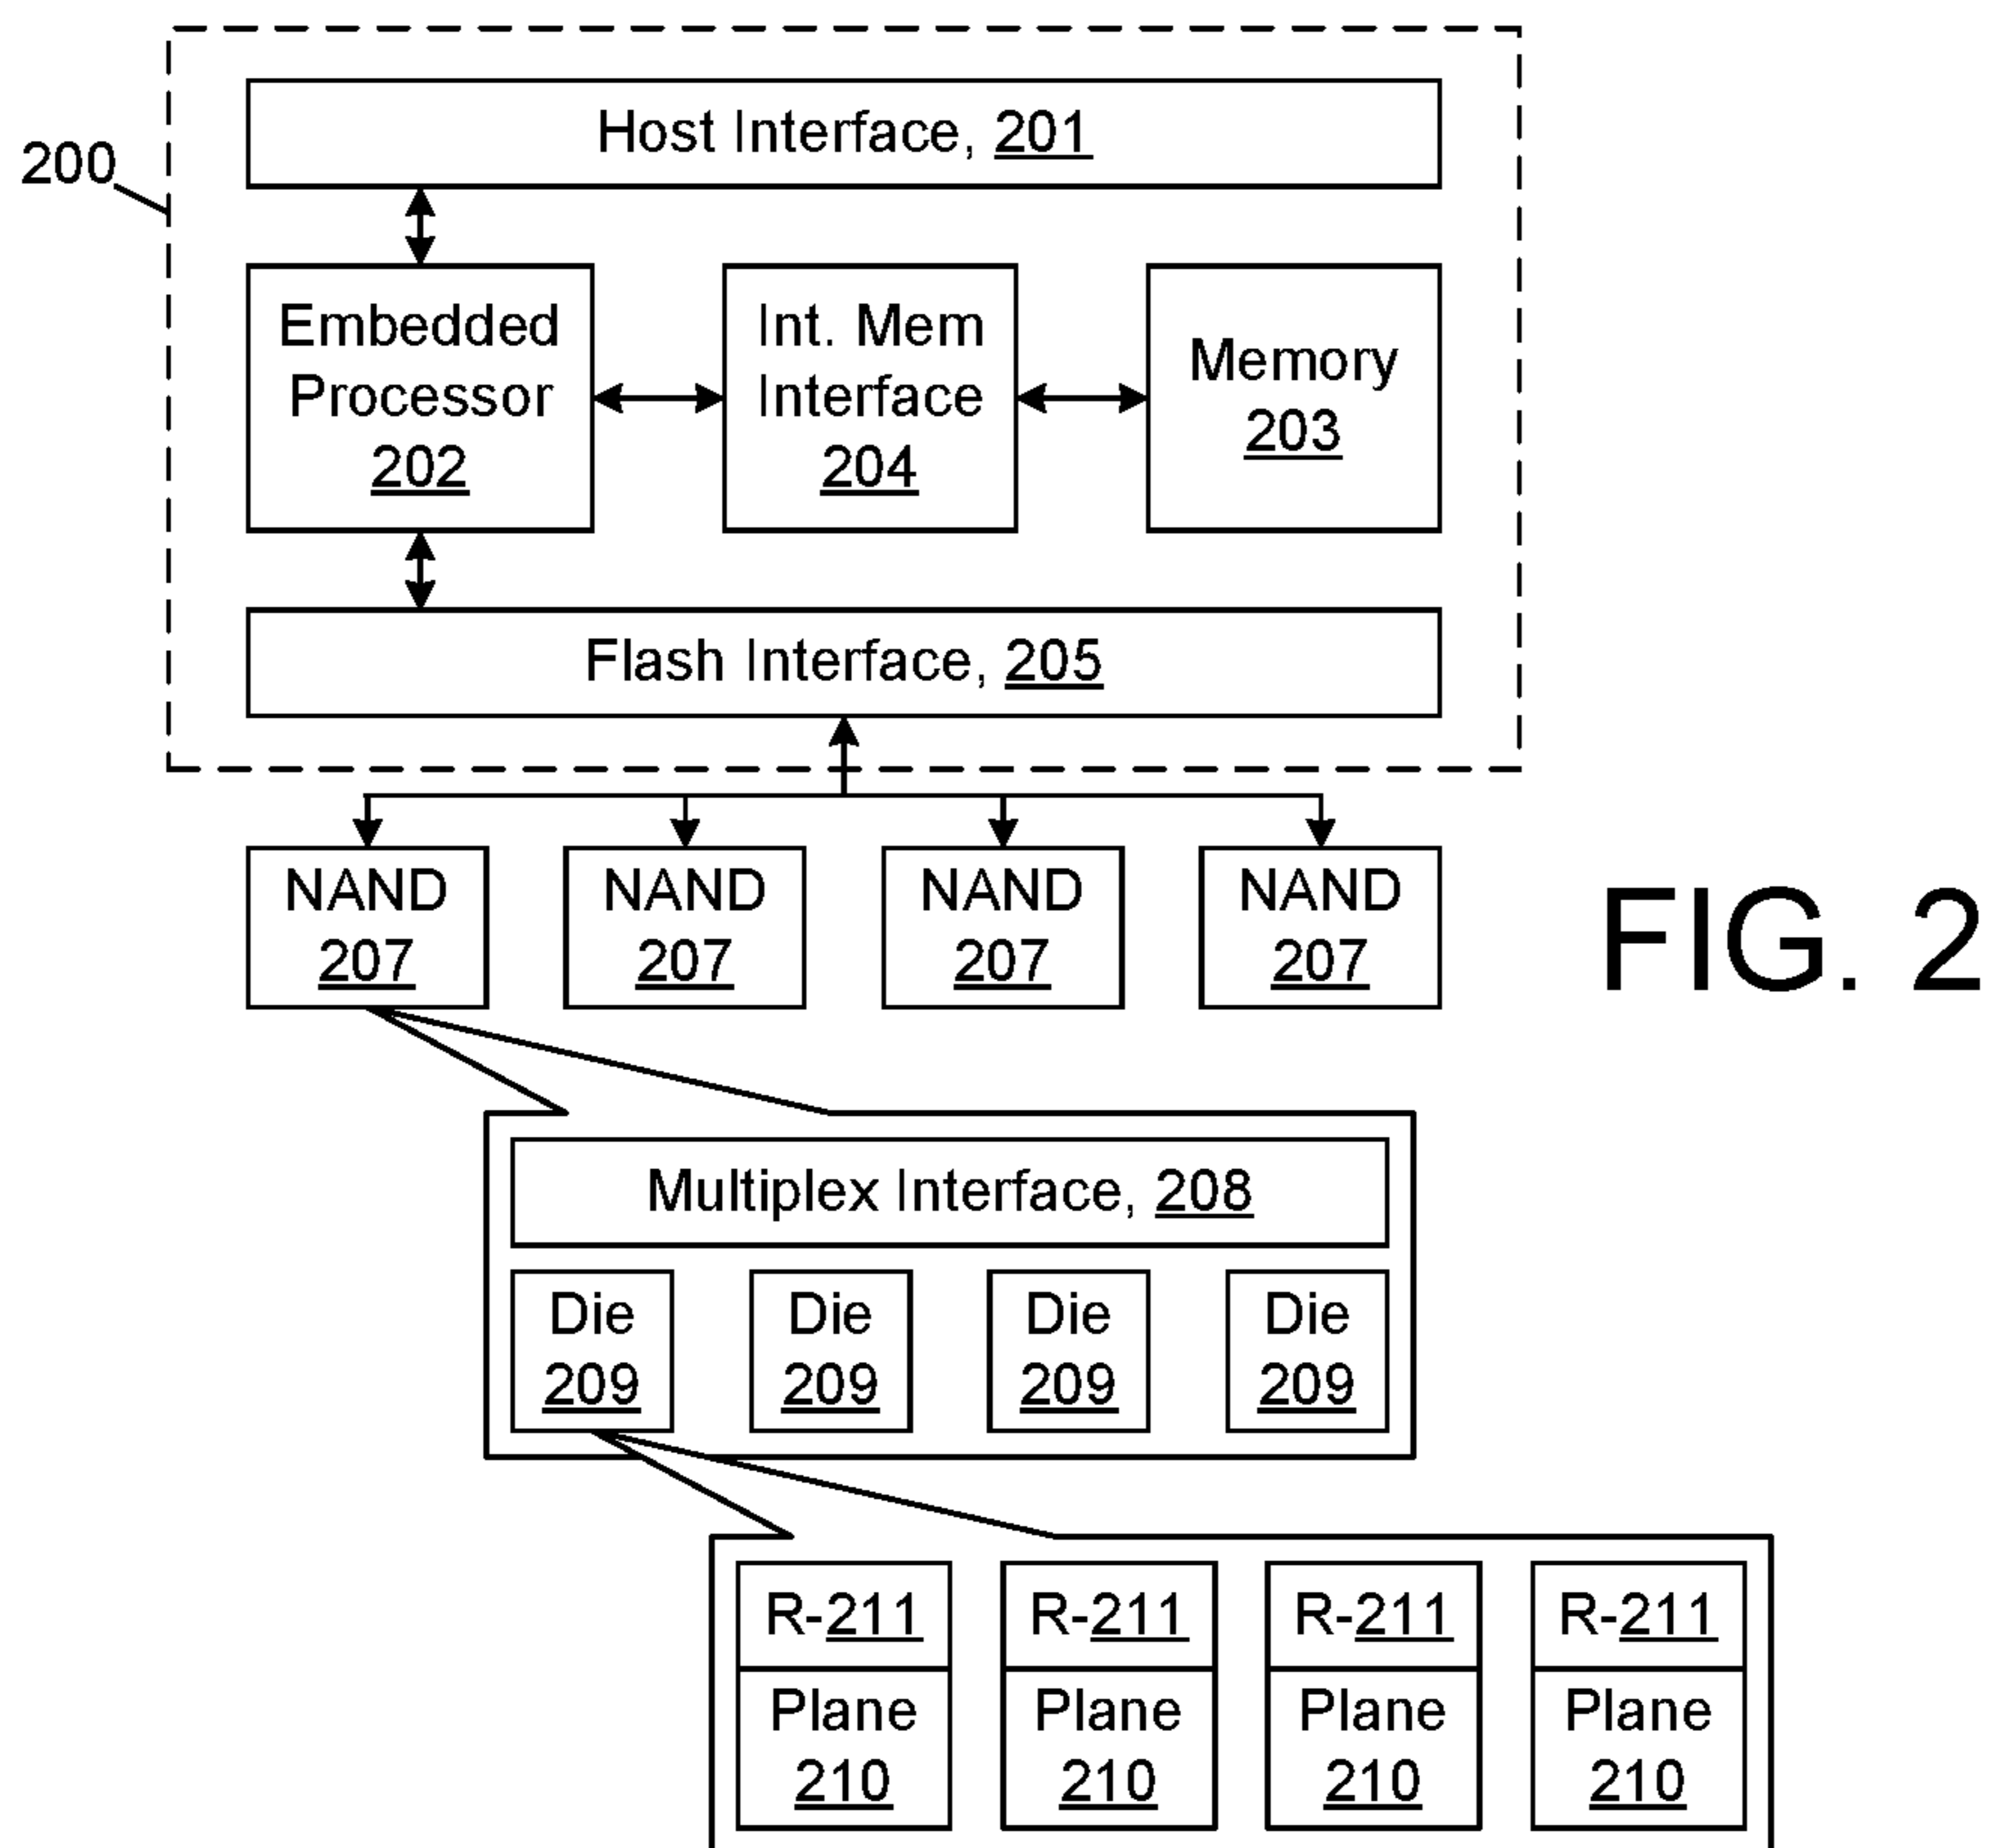 200
Host Interface, 201
Embedded
Processor
202
Int. Mem
Interface
204
Memory
203
Flash Interface, 205
NAND
207
NAND
207
NAND
207
NAND
207
FIG. 2
Multiplex Interface, 208
Die
209
Die
209
Die
209
Die
209
R-211
Plane
210
R-211
Plane
210
R-211
Plane
210
R-211
Plane
210